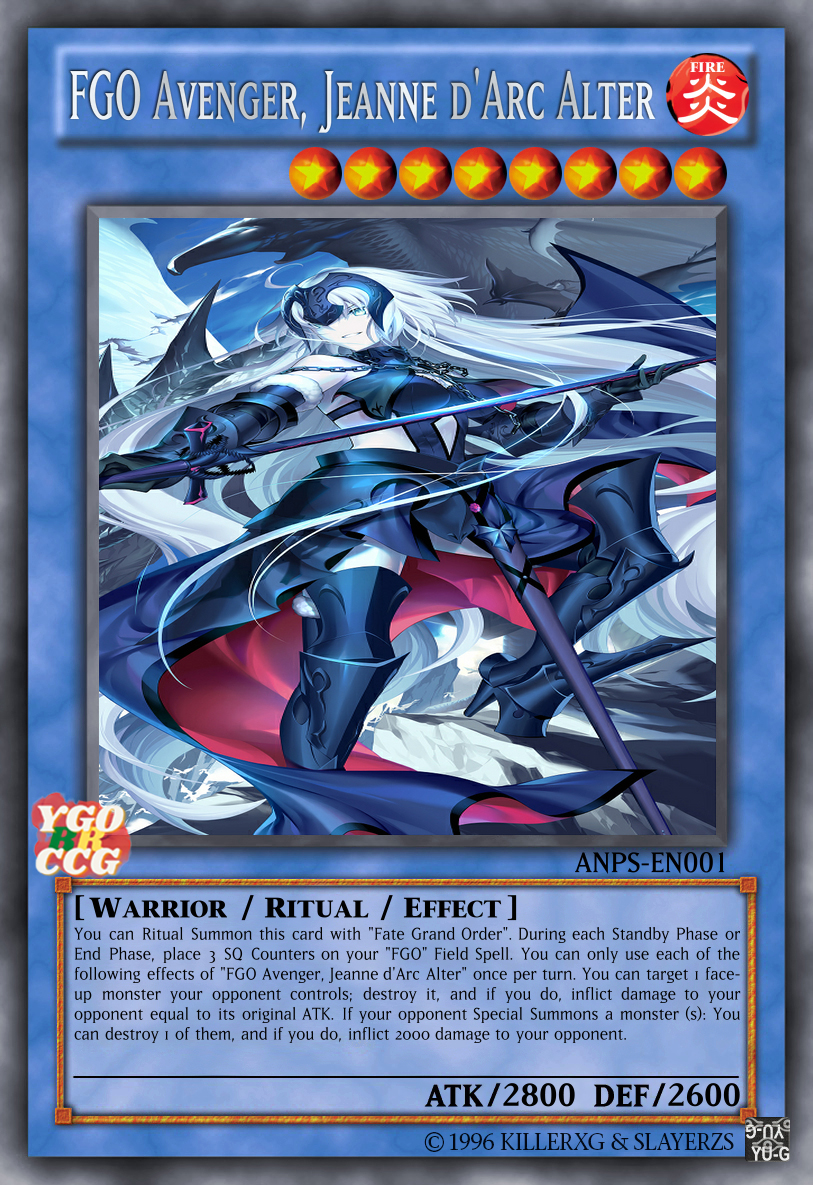 FGO Avenger, Jeanne d'Arc Alter
FIRE
炎
YGO
RR
CCG
ANPS-EN001
[ Warrior / Ritual / Effect ]
You can Ritual Summon this card with "Fate Grand Order". During each Standby Phase or
End Phase, place 3 SQ Counters on your "FGO" Field Spell. You can only use each of the
following effects of "FGO Avenger, Jeanne d'Arc Alter" once per turn. You can target 1 face-
up monster your opponent controls; destroy it, and if you do, inflict damage to your
opponent equal to its original ATK. If your opponent Special Summons a monster (s): You
can destroy 1 of them, and if you do, inflict 2000 damage to your opponent.
ATK/2800 DEF/2600
© 1996 KILLERXG & SLAYERZS
YU-G